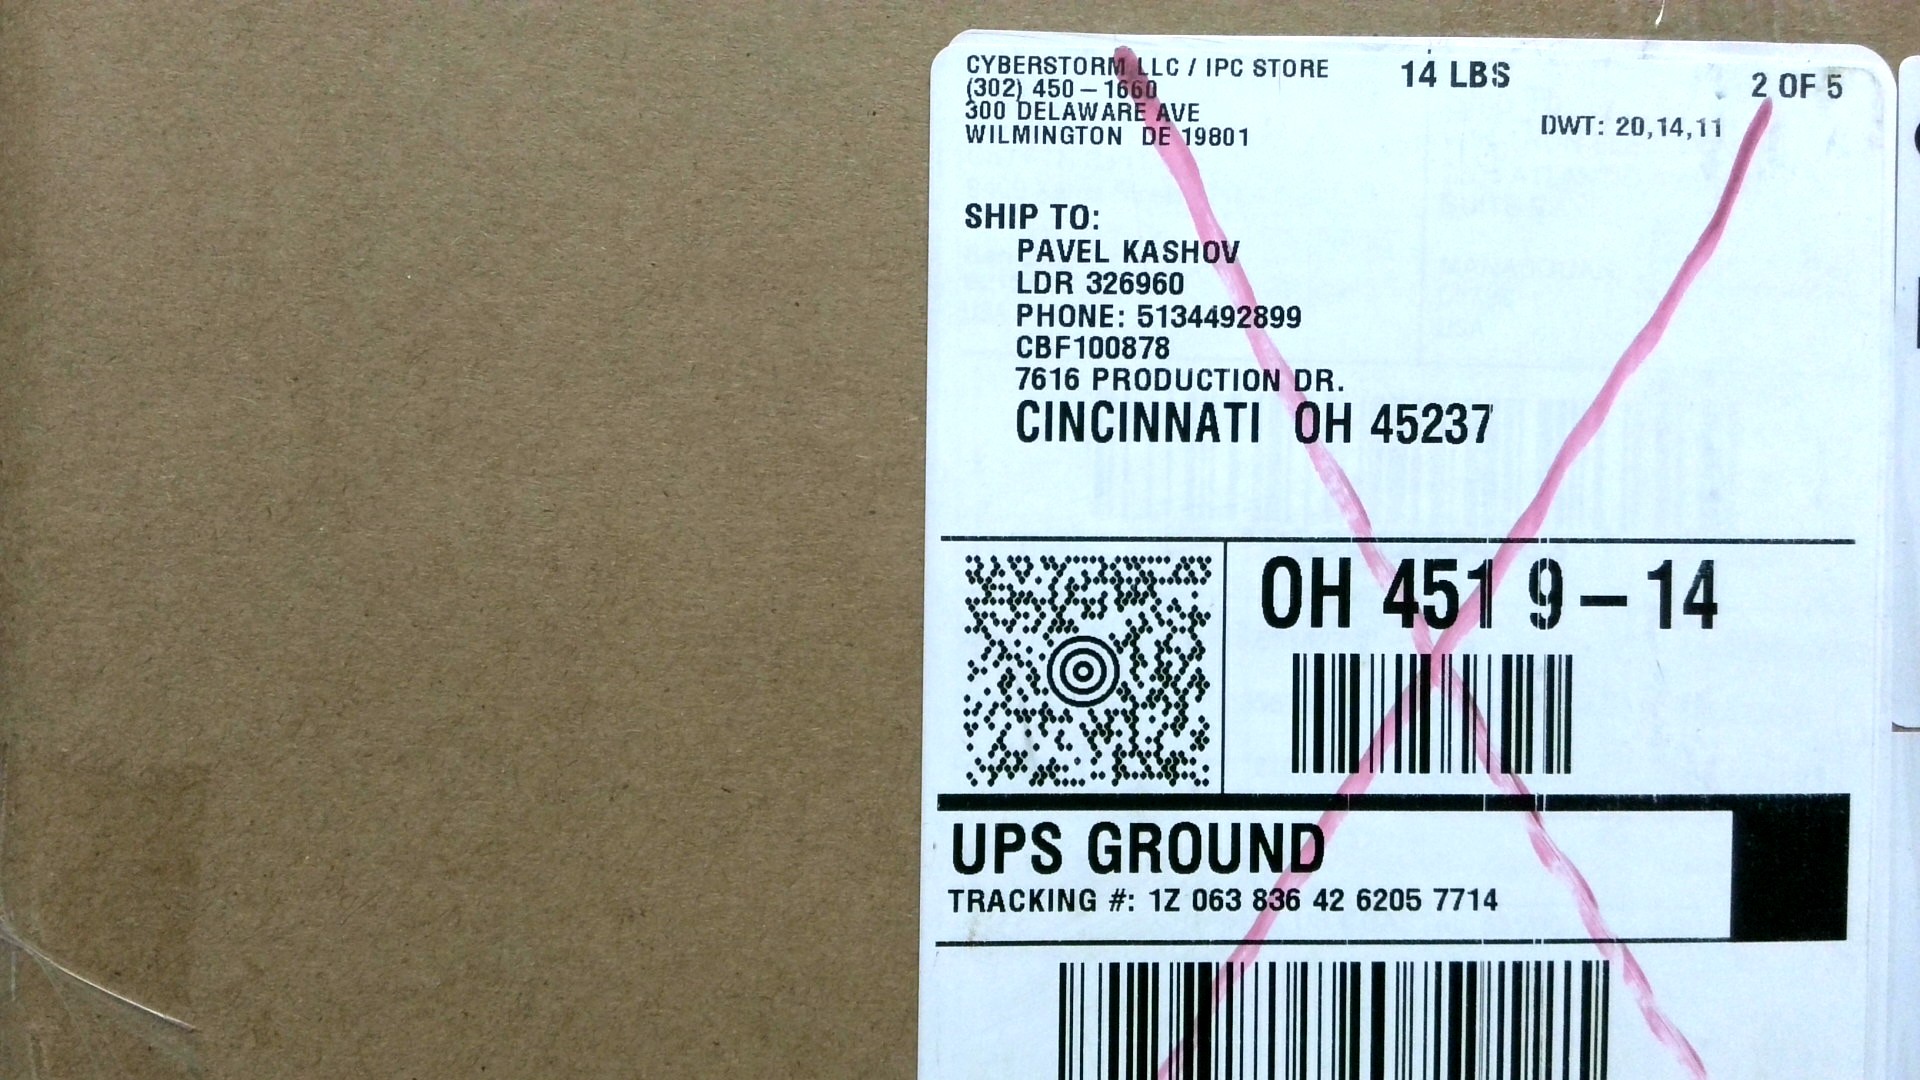 CYBERSTORM LLC / IPC STORE
(302) 450-1660
300 DELAWARE AVE
WILMINGTON DE 19801
14 LBS
2 OF 5
DWT: 20,14,11
SHIP TO:
PAVEL KASHOV
LDR 326960
PHONE: 5134492899
CBF100878
7616 PRODUCTION DR.
CINCINNATI OH 45237
OH 451 9-14
UPS GROUND
TRACKING #: 1Z 063 836 42 6205 7714